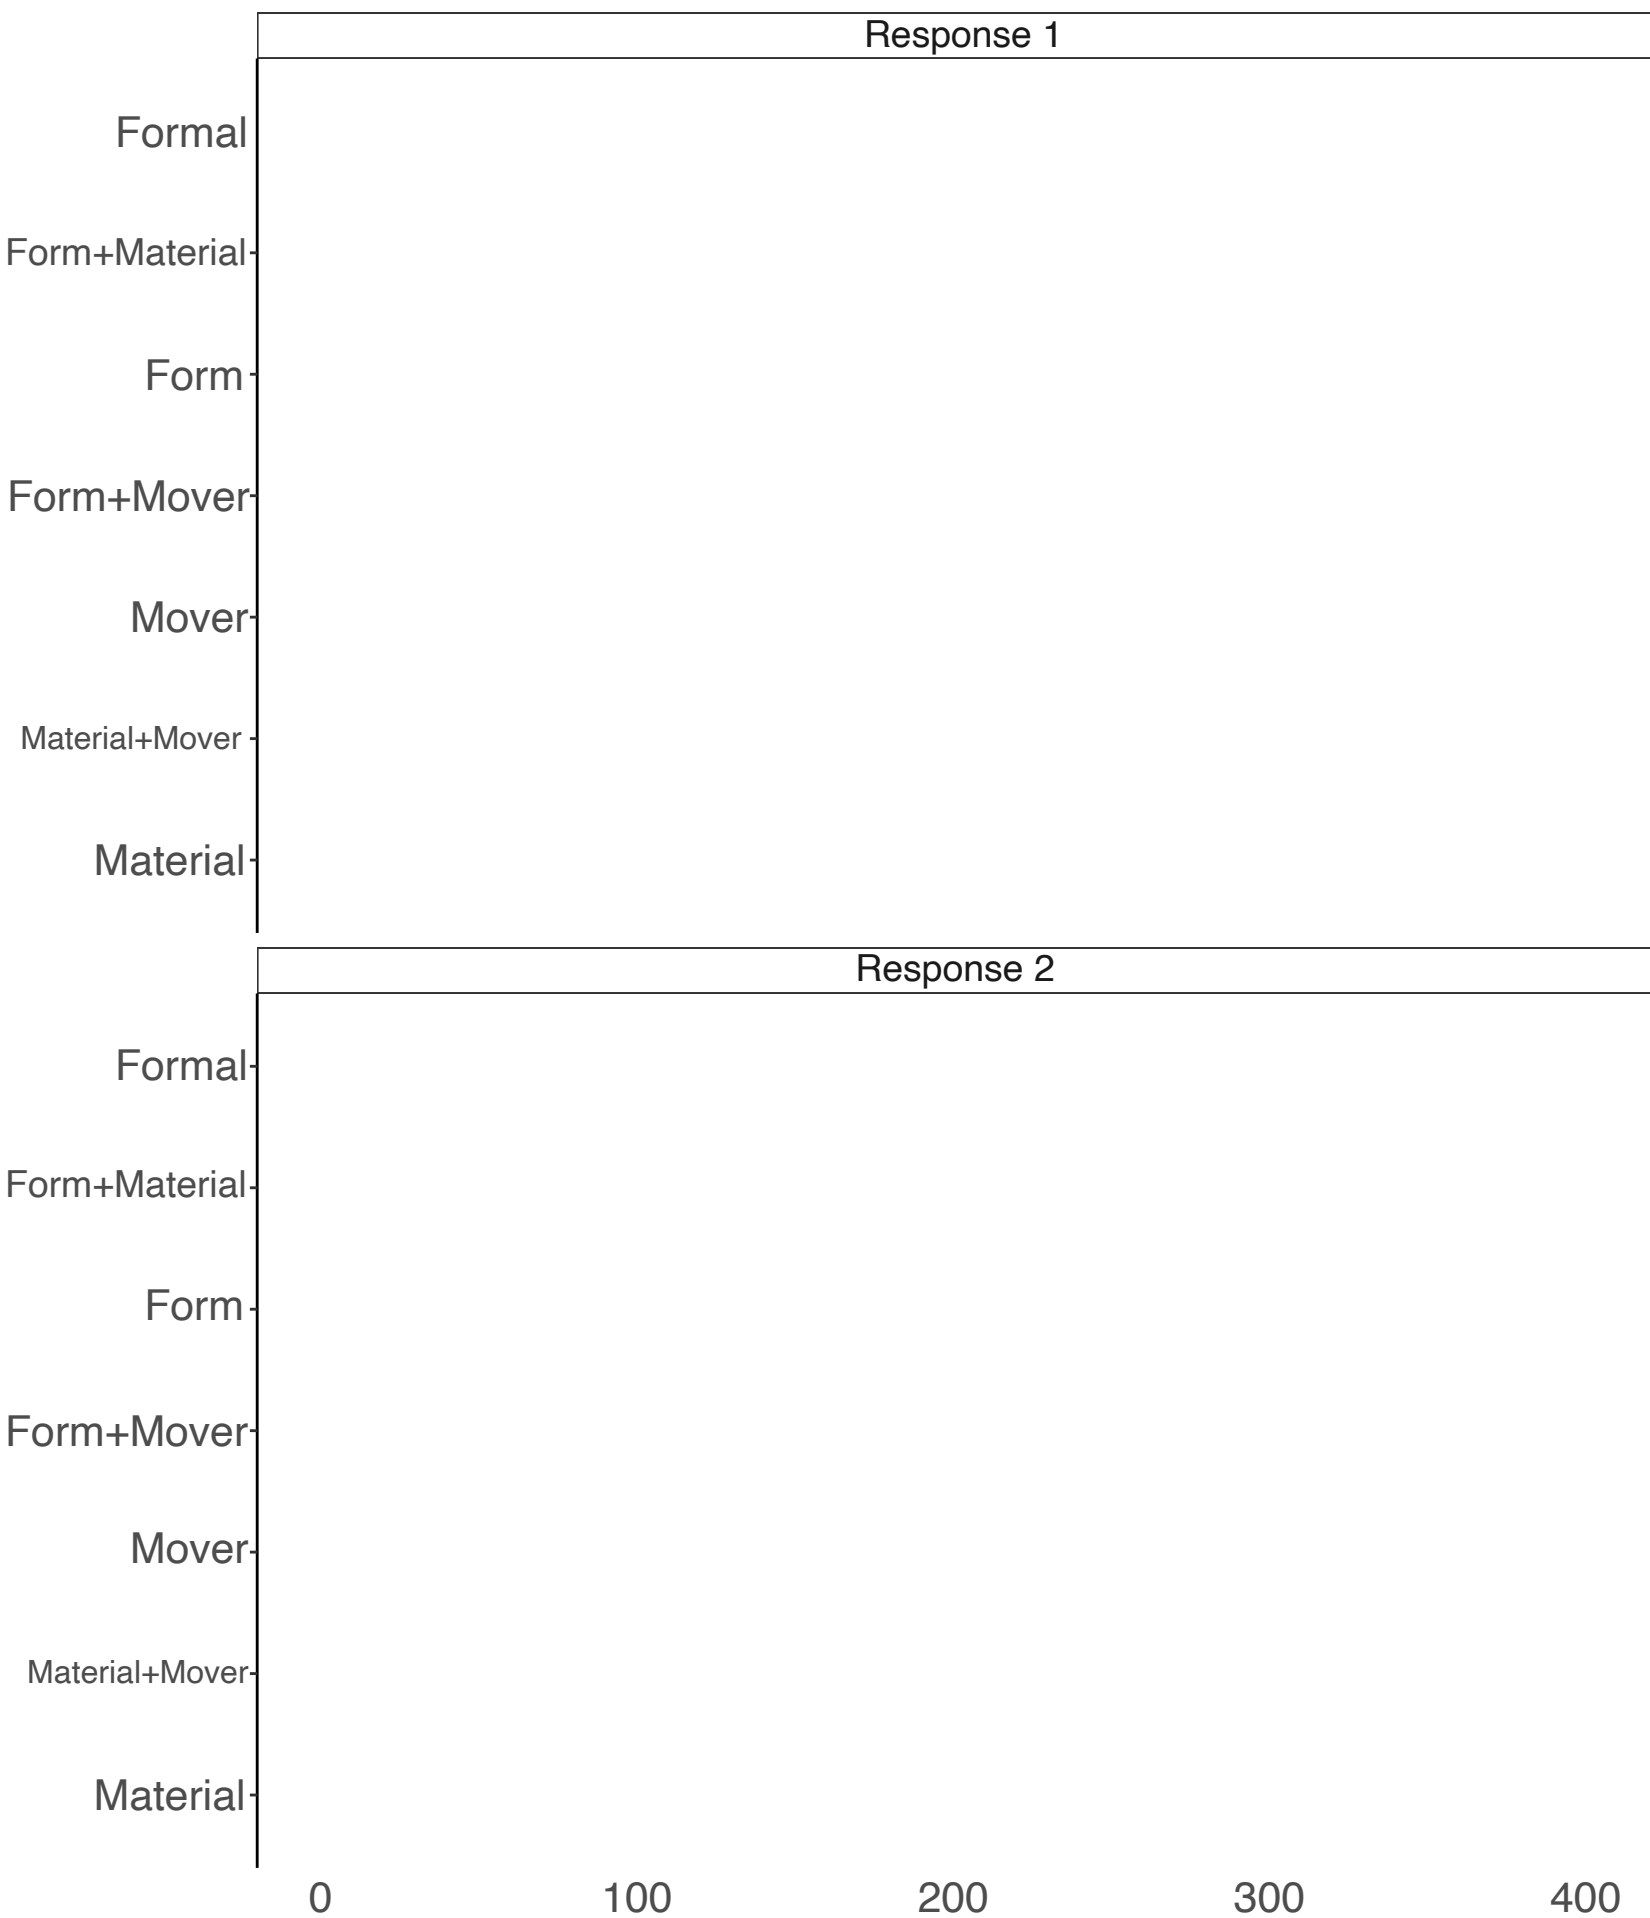 Response 1
Formal
Form+Material
Form
Form+Mover
Mover
Material+Mover
Material
Response 2
Formal
Form+Material
Form
Form+Mover
Mover
Material+Mover
Material
0 100 200 300 400